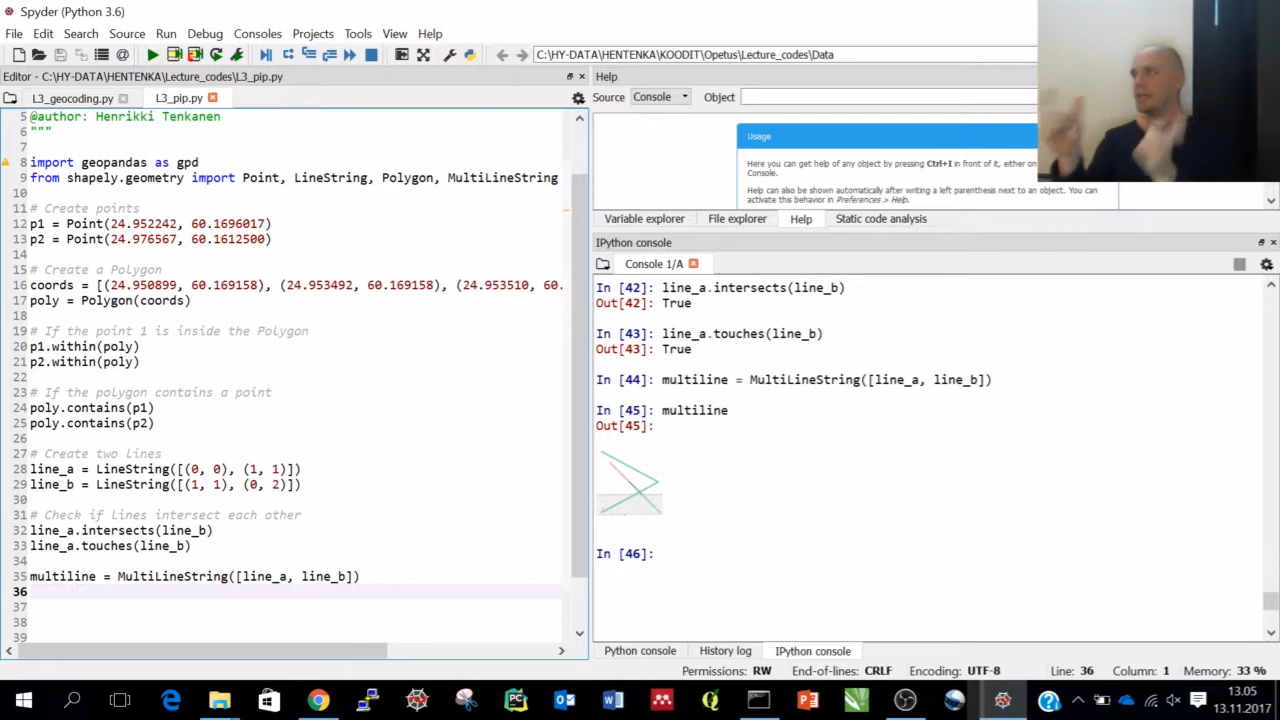 Spyder (Python 3.6)
File Edit Search Source Run Debug Consoles Projects Tools View Help
C:\HY-DATA\HENTENKA\KOODIT\Opetus\Lecture_codes\Data
Editor - C:\HY-DATA\HENTENKA\Lecture_codes\L3_pip.py
L3_geocoding.py L3_pip.py
5 @author: Henrikki Tenkanen
6 """
7
8 import geopandas as gpd
9 from shapely.geometry import Point, LineString, Polygon, MultiLineString
10
11 # Create points
12 p1 = Point(24.952242, 60.1696017)
13 p2 = Point(24.976567, 60.1612500)
14
15 # Create a Polygon
16 coords = [(24.950899, 60.169158), (24.953492, 60.169158), (24.953510, 60.
17 poly = Polygon(coords)
18
19 # If the point 1 is inside the Polygon
20 p1.within(poly)
21 p2.within(poly)
22
23 # If the polygon contains a point
24 poly.contains(p1)
25 poly.contains(p2)
26
27 # Create two lines
28 line_a = LineString([(0, 0), (1, 1)])
29 line_b = LineString([(1, 1), (0, 2)])
30
31 # Check if lines intersect each other
32 line_a.intersects(line_b)
33 line_a.touches(line_b)
34
35 multiline = MultiLineString([line_a, line_b])
36
37
38
39
Help
Source Console Object
Usage
Here you can get help of any object by pressing Ctrl+I in front of it, either on
Console.
Help can also be shown automatically after writing a left parenthesis next to an object. You can
activate this behavior in Preferences > Help.
Variable explorer File explorer Help Static code analysis
IPython console
Console 1/A
In [42]: line_a.intersects(line_b)
Out[42]: True
In [43]: line_a.touches(line_b)
Out[43]: True
In [44]: multiline = MultiLineString([line_a, line_b])
In [45]: multiline
Out[45]:
In [46]:
Python console History log IPython console
Permissions: RW End-of-lines: CRLF Encoding: UTF-8 Line: 36 Column: 1 Memory: 33 %
13.05
13.11.2017